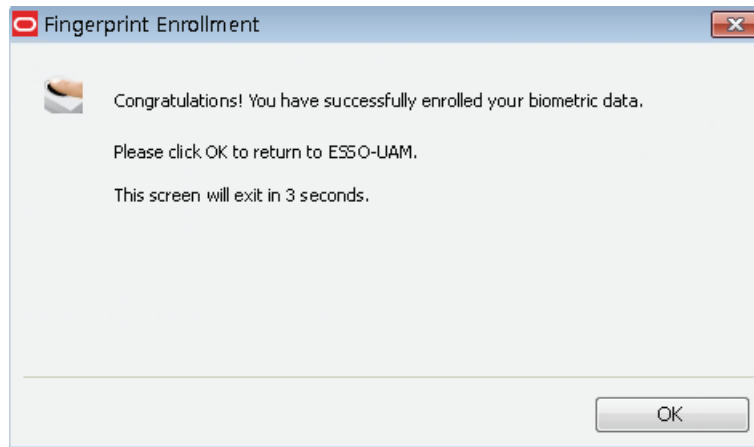 Fingerprint Enrollment
Congratulations! You have successfully enrolled your biometric data.
Please click OK to return to ESSO-UAM.
This screen will exit in 3 seconds.
OK